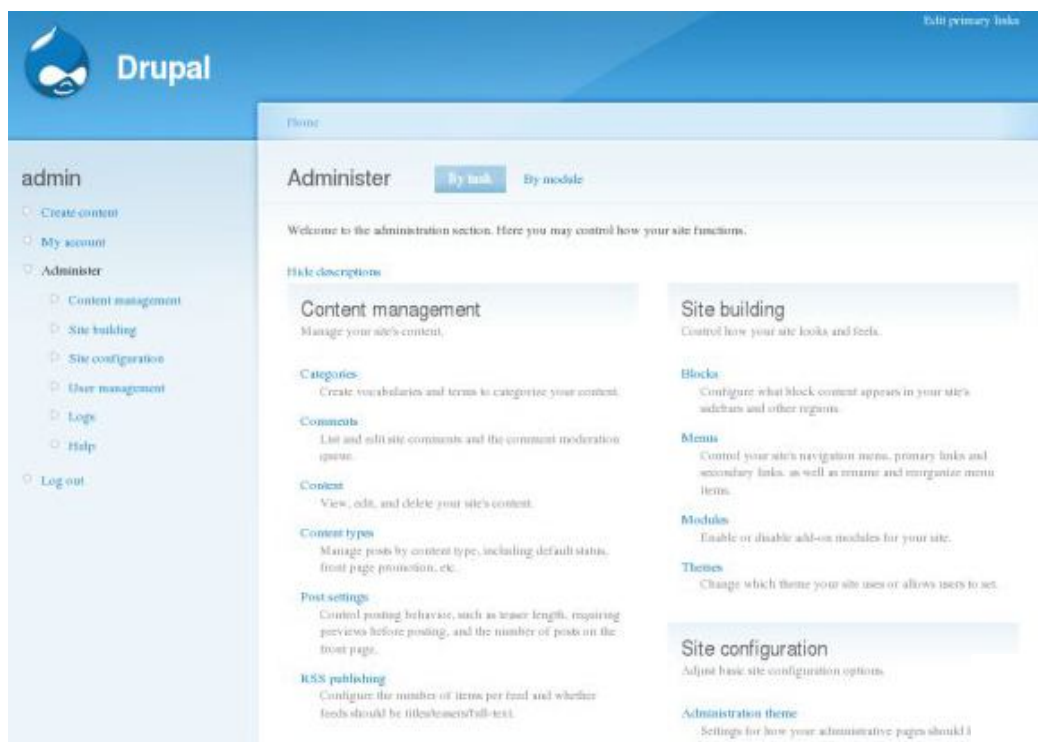 Edit primary links
Drupal
Home
admin
Create content
My account
Administer
Content management
Site building
Site configuration
User management
Logs
Help
Log out
Administer
By task
By module
Welcome to the administration section. Here you may control how your site functions.
Hide descriptions
Content management
Manage your site's content.
Categories
Create vocabularies and terms to categorize your content.
Comments
List and edit site comments and the comment moderation
queue.
Content
View, edit, and delete your site's content.
Content types
Manage posts by content type, including default status,
front page promotion, etc.
Post settings
Control posting behavior, such as teaser length, requiring
previews before posting, and the number of posts on the
front page.
RSS publishing
Configure the number of items per feed and whether
feeds should be titles/teasers/full-text.
Site building
Control how your site looks and feels.
Blocks
Configure what block content appears in your site's
sidebars and other regions.
Menus
Control your site's navigation menu, primary links and
secondary links, as well as rename and reorganize menu
items.
Modules
Enable or disable add-on modules for your site.
Themes
Change which theme your site uses or allows users to set.
Site configuration
Adjust basic site configuration options.
Administration theme
Settings for how your administrative pages should l